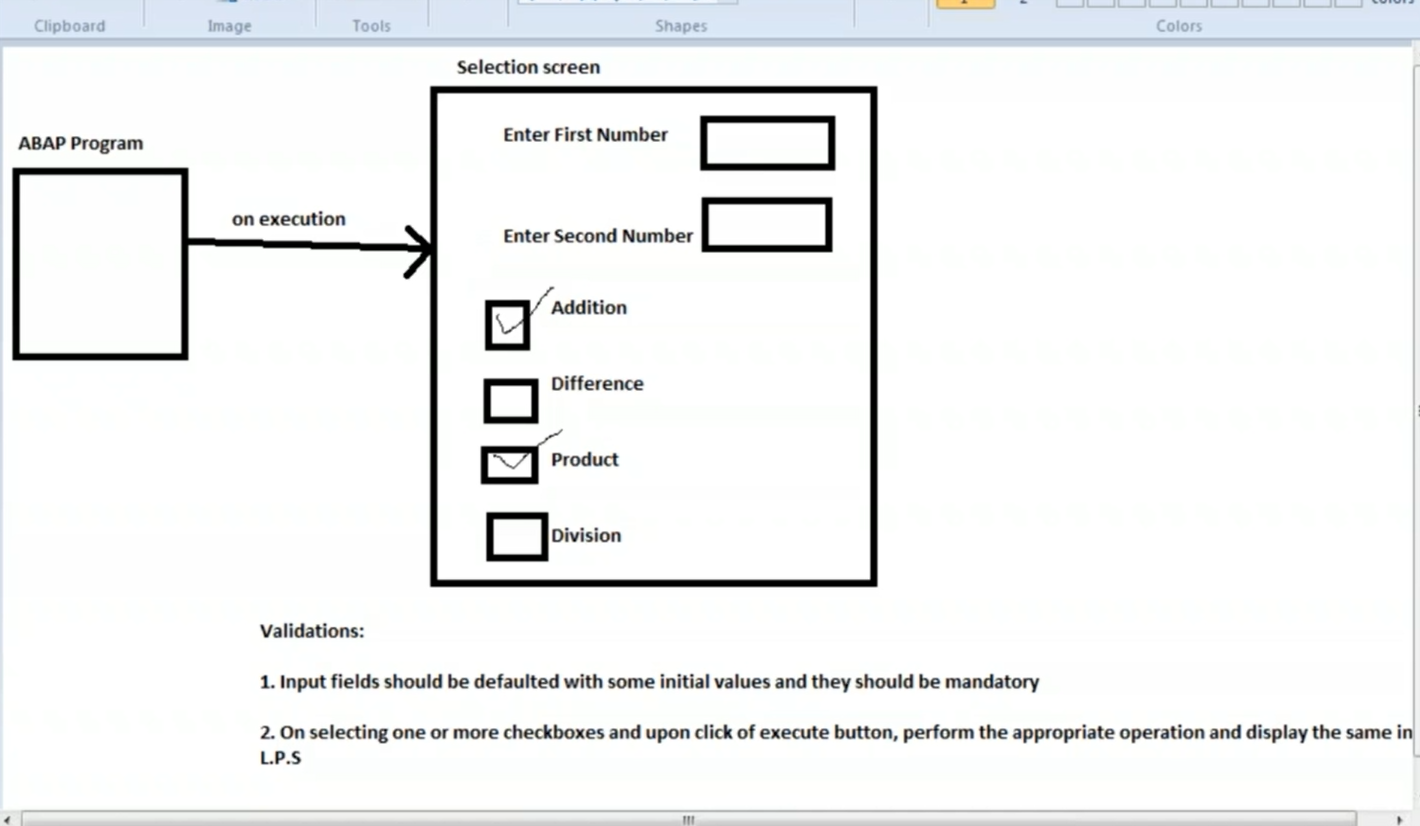 Clipboard
Image
Tools
Shapes
Colors
Selection screen
Enter First Number
ABAP Program
on execution
Enter Second Number
Addition
Difference
Product
Division
Validations:
1. Input fields should be defaulted with some initial values and they should be mandatory
2. On selecting one or more checkboxes and upon click of execute button, perform the appropriate operation and display the same in
L.P.S